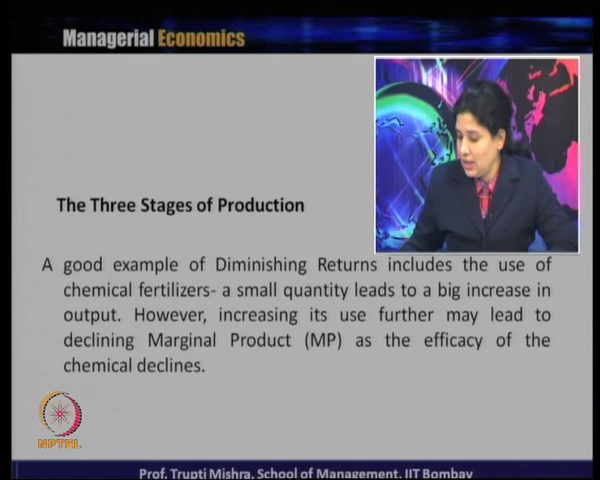 Managerial Economics
The Three Stages of Production
A good example of Diminishing Returns includes the use of
chemical fertilizers- a small quantity leads to a big increase in
output. However, increasing its use further may lead to
declining Marginal Product (MP) as the efficacy of the
chemical declines.
NPTEL
Prof. Trupti Mishra, School of Management, IIT Bombay